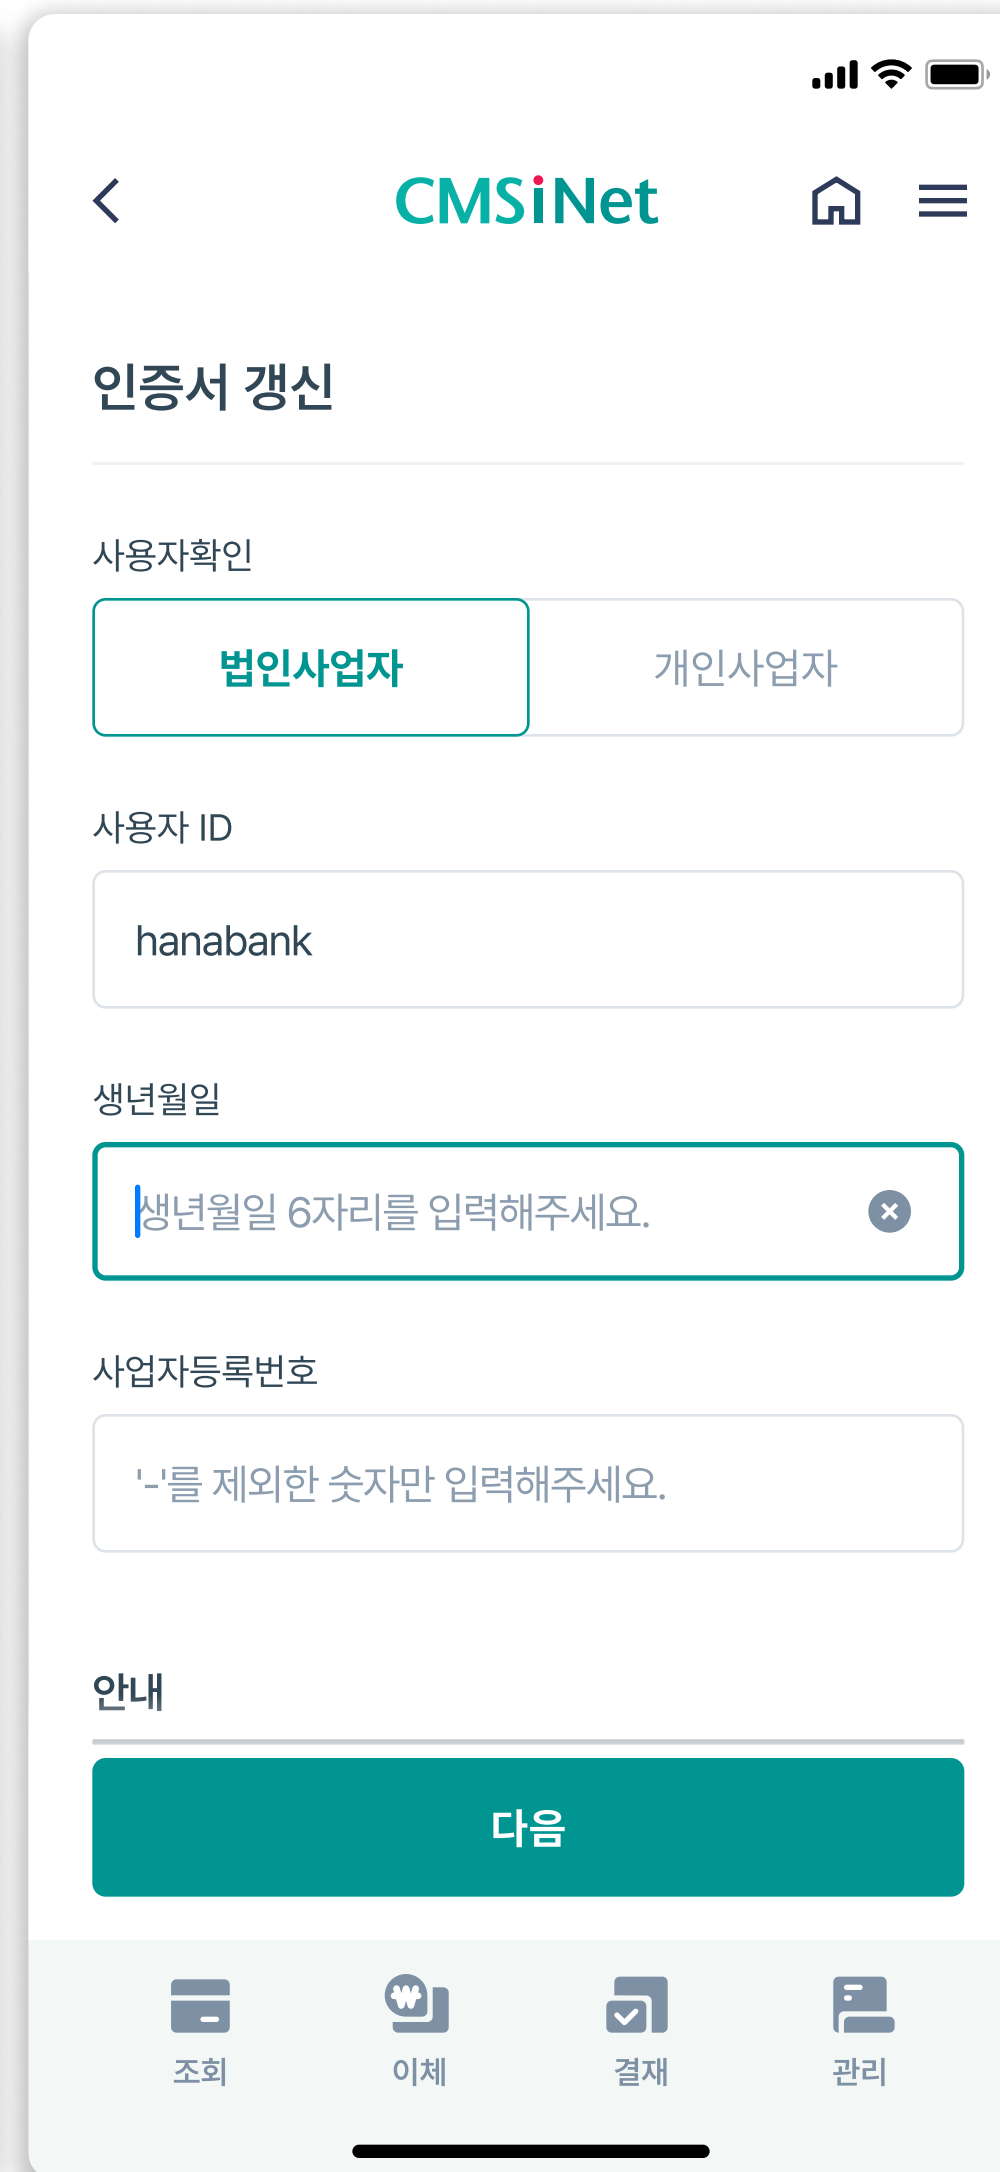 CMSiNet
인증서 갱신
사용자확인
법인사업자 개인사업자
사용자 ID
hanabank
생년월일
생년월일 6자리를 입력해주세요.
사업자등록번호
'-'를 제외한 숫자만 입력해주세요.
안내
다음
조회 이체 결재 관리